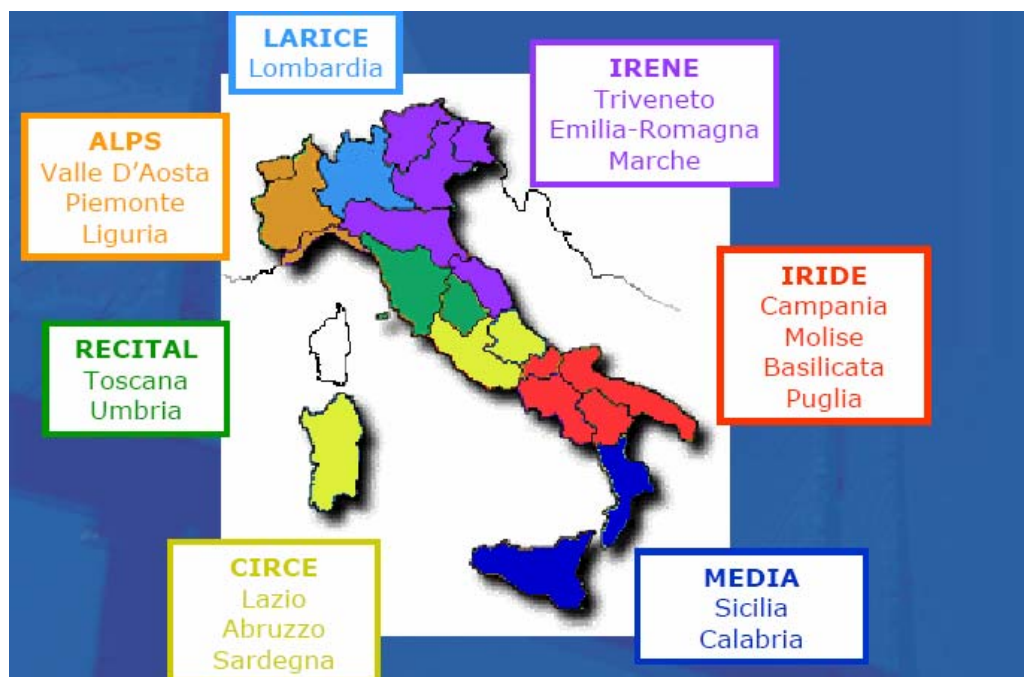 LARICE
Lombardia
IRENE
Triveneto
Emilia-Romagna
Marche
ALPS
Valle D'Aosta
Piemonte
Liguria
IRIDE
Campania
Molise
Basilicata
Puglia
RECITAL
Toscana
Umbria
CIRCE
Lazio
Abruzzo
Sardegna
MEDIA
Sicilia
Calabria